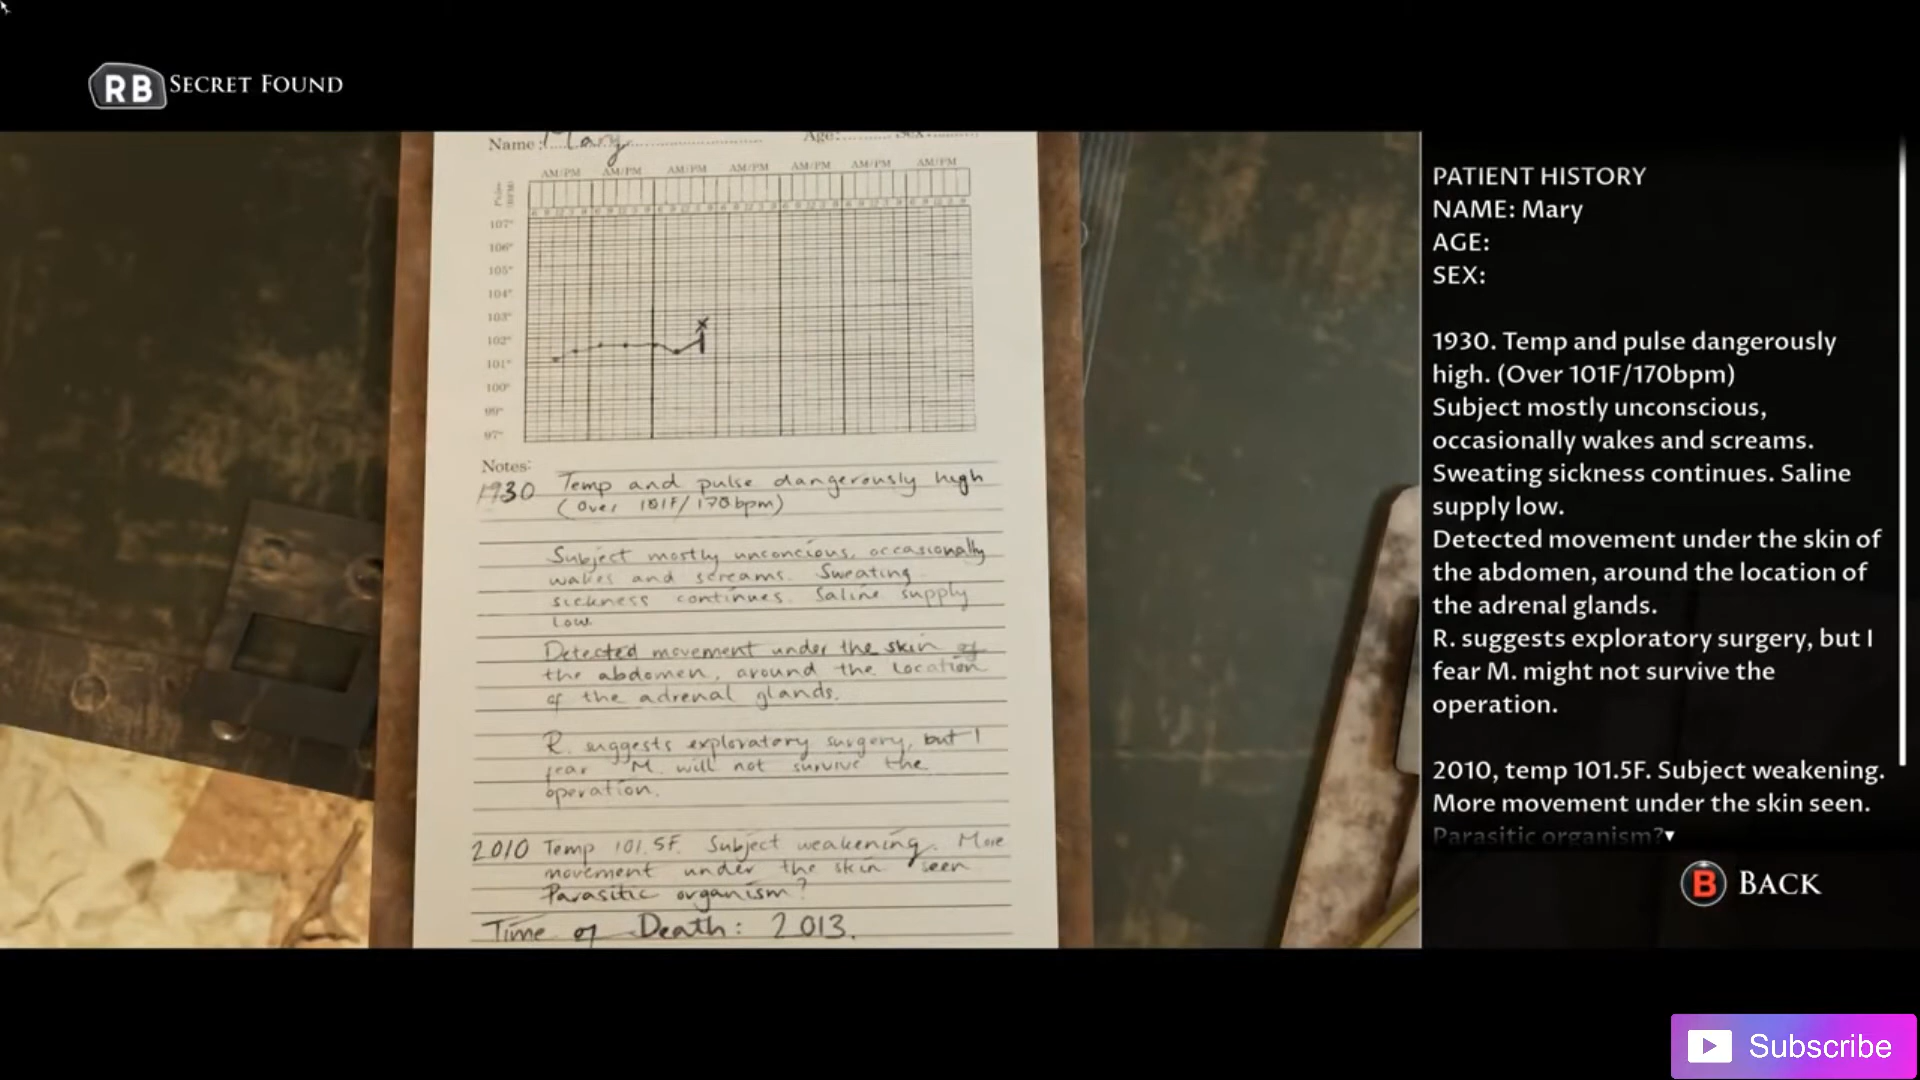 RB SECRET FOUND
Name: Mary Age: Sex
AM/PM AM/PM AM/PM AM/PM AM/PM AM/PM AM/PM
Pulse (BPM)
107°
106°
105°
104°
103°
102°
101°
100°
99°
97°
Notes:
1930 Temp and pulse dangerously high
(over 101F/170bpm)
Subject mostly unconcious, occasionally
wakes and screams. Sweating
sickness continues. Saline supply
low.
Detected movement under the skin of
the abdomen, around the location
of the adrenal glands.
R. suggests exploratory surgery, but I
fear M. will not survive the
operation.
2010 Temp 101.5F. Subject weakening. More
movement under the skin seen
Parasitic organism?
Time of Death: 2013.
PATIENT HISTORY
NAME: Mary
AGE:
SEX:
1930. Temp and pulse dangerously
high. (Over 101F/170bpm)
Subject mostly unconscious,
occasionally wakes and screams.
Sweating sickness continues. Saline
supply low.
Detected movement under the skin of
the abdomen, around the location of
the adrenal glands.
R. suggests exploratory surgery, but I
fear M. might not survive the
operation.
2010, temp 101.5F. Subject weakening.
More movement under the skin seen.
Parasitic organism?
B BACK
Subscribe